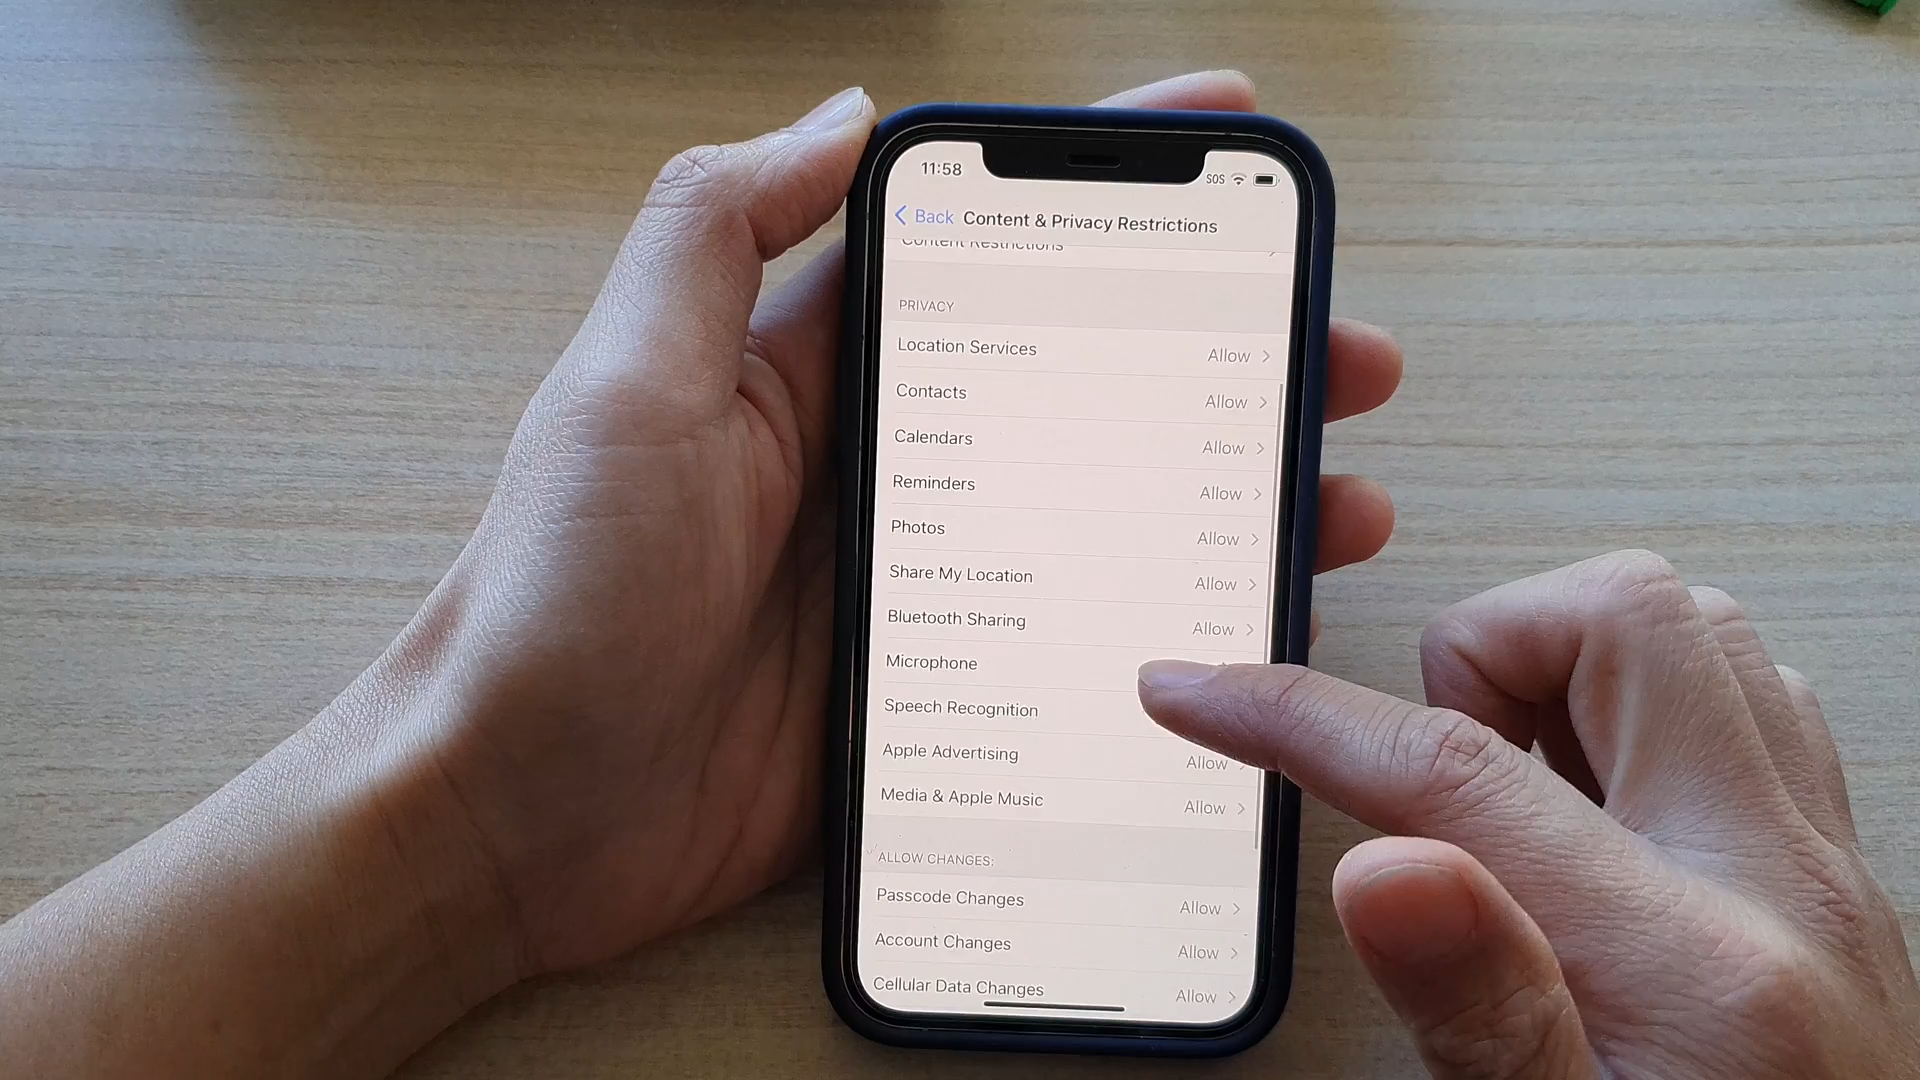 11:58
SOS
Back Content & Privacy Restrictions
Content Restrictions
PRIVACY
Location Services Allow
Contacts Allow
Calendars Allow
Reminders Allow
Photos Allow
Share My Location Allow
Bluetooth Sharing Allow
Microphone
Speech Recognition
Apple Advertising Allow
Media & Apple Music Allow
ALLOW CHANGES:
Passcode Changes Allow
Account Changes Allow
Cellular Data Changes Allow